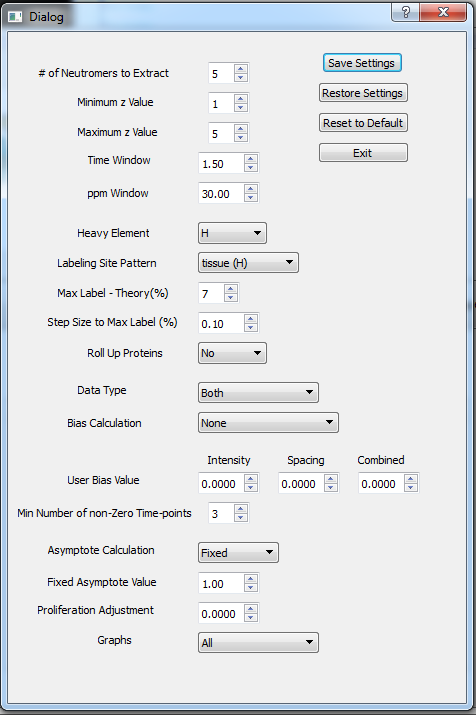 Dialog
# of Neutromers to Extract 5
Save Settings
Minimum z Value 1
Restore Settings
Maximum z Value 5
Reset to Default
Time Window 1.50
Exit
ppm Window 30.00
Heavy Element H
Labeling Site Pattern tissue (H)
Max Label - Theory(%) 7
Step Size to Max Label (%) 0.10
Roll Up Proteins No
Data Type Both
Bias Calculation None
Intensity Spacing Combined
User Bias Value 0.0000 0.0000 0.0000
Min Number of non-Zero Time-points 3
Asymptote Calculation Fixed
Fixed Asymptote Value 1.00
Proliferation Adjustment 0.0000
Graphs All